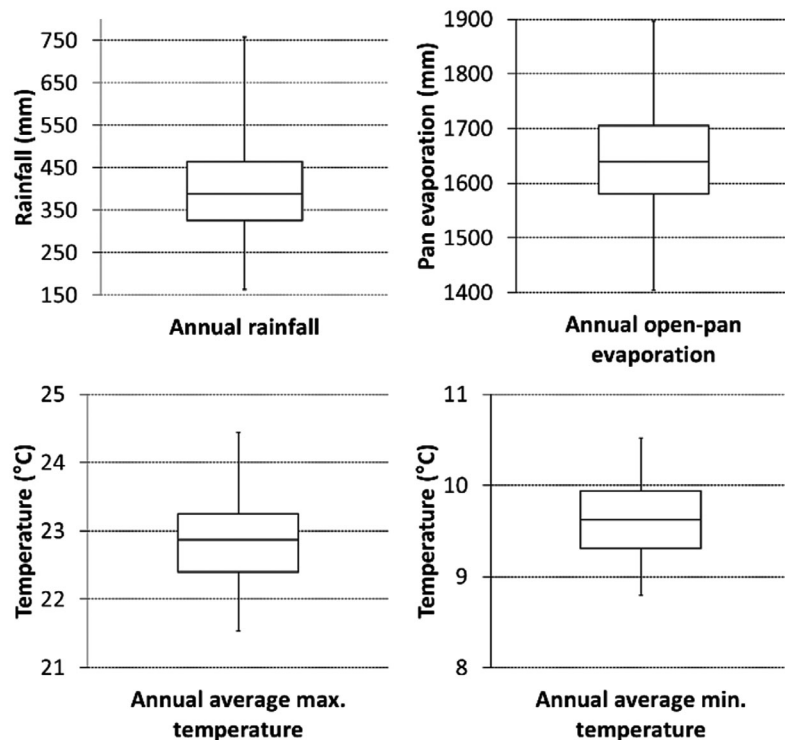 Rainfall (mm)
750
650
550
450
350
250
150
Annual rainfall
Pan evaporation (mm)
1900
1800
1700
1600
1500
1400
Annual open-pan
evaporation
Temperature (°C)
25
24
23
22
21
Annual average max.
temperature
Temperature (°C)
11
10
9
8
Annual average min.
temperature